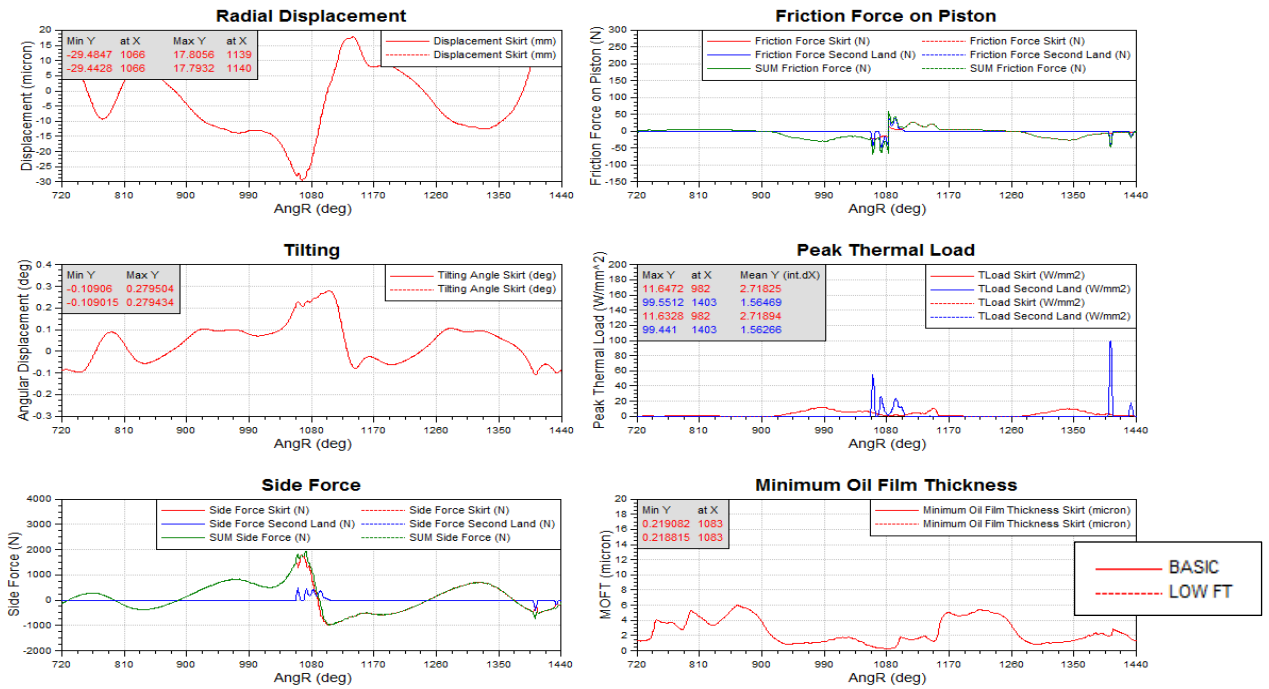 Radial Displacement
Displacement (micron)
20
15
10
5
0
-5
-10
-15
-20
-25
-30
Min Y at X Max Y at X
-29.4847 1066 17.8056 1139
-29.4428 1066 17.7932 1140
Displacement Skirt (mm)
Displacement Skirt (mm)
720 810 900 990 1080 1170 1260 1350 1440
AngR (deg)
Friction Force on Piston
Friction Force on Piston (N)
300
250
200
150
100
50
0
-50
-100
-150
Friction Force Skirt (N) Friction Force Skirt (N)
Friction Force Second Land (N) Friction Force Second Land (N)
SUM Friction Force (N) SUM Friction Force (N)
720 810 900 990 1080 1170 1260 1350 1440
AngR (deg)
Tilting
Angular Displacement (deg)
0.4
0.3
0.2
0.1
0
-0.1
-0.2
-0.3
Min Y Max Y
-0.10906 0.279504
-0.109015 0.279434
Tilting Angle Skirt (deg)
Tilting Angle Skirt (deg)
720 810 900 990 1080 1170 1260 1350 1440
AngR (deg)
Peak Thermal Load
Peak Thermal Load (W/mm^2)
200
180
160
140
120
100
80
60
40
20
0
Max Y at X Mean Y (int.dX)
11.6472 982 2.71825
99.5512 1403 1.56469
11.6328 982 2.71894
99.441 1403 1.56266
TLoad Skirt (W/mm2)
TLoad Second Land (W/mm2)
TLoad Skirt (W/mm2)
TLoad Second Land (W/mm2)
720 810 900 990 1080 1170 1260 1350 1440
AngR (deg)
Side Force
Side Force (N)
4000
3000
2000
1000
0
-1000
-2000
Side Force Skirt (N) Side Force Skirt (N)
Side Force Second Land (N) Side Force Second Land (N)
SUM Side Force (N) SUM Side Force (N)
720 810 900 990 1080 1170 1260 1350 1440
AngR (deg)
Minimum Oil Film Thickness
MOFT (micron)
20
18
16
14
12
10
8
6
4
2
0
Min Y at X
0.219082 1083
0.218815 1083
Minimum Oil Film Thickness Skirt (micron)
Minimum Oil Film Thickness Skirt (micron)
720 810 900 990 1080 1170 1260 1350 1440
AngR (deg)
BASIC
LOW FT